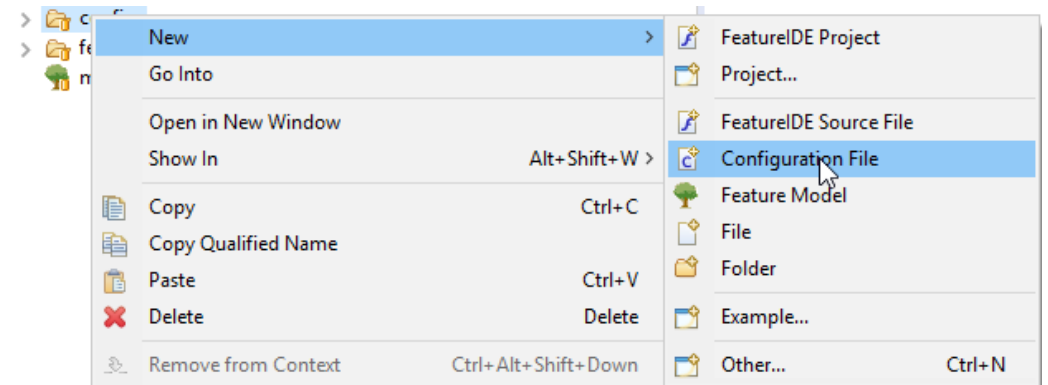 New
Go Into
Open in New Window
Show In Alt+Shift+W
Copy Ctrl+C
Copy Qualified Name
Paste Ctrl+V
Delete Delete
Remove from Context Ctrl+Alt+Shift+Down
FeatureIDE Project
Project...
FeatureIDE Source File
Configuration File
Feature Model
File
Folder
Example...
Other... Ctrl+N